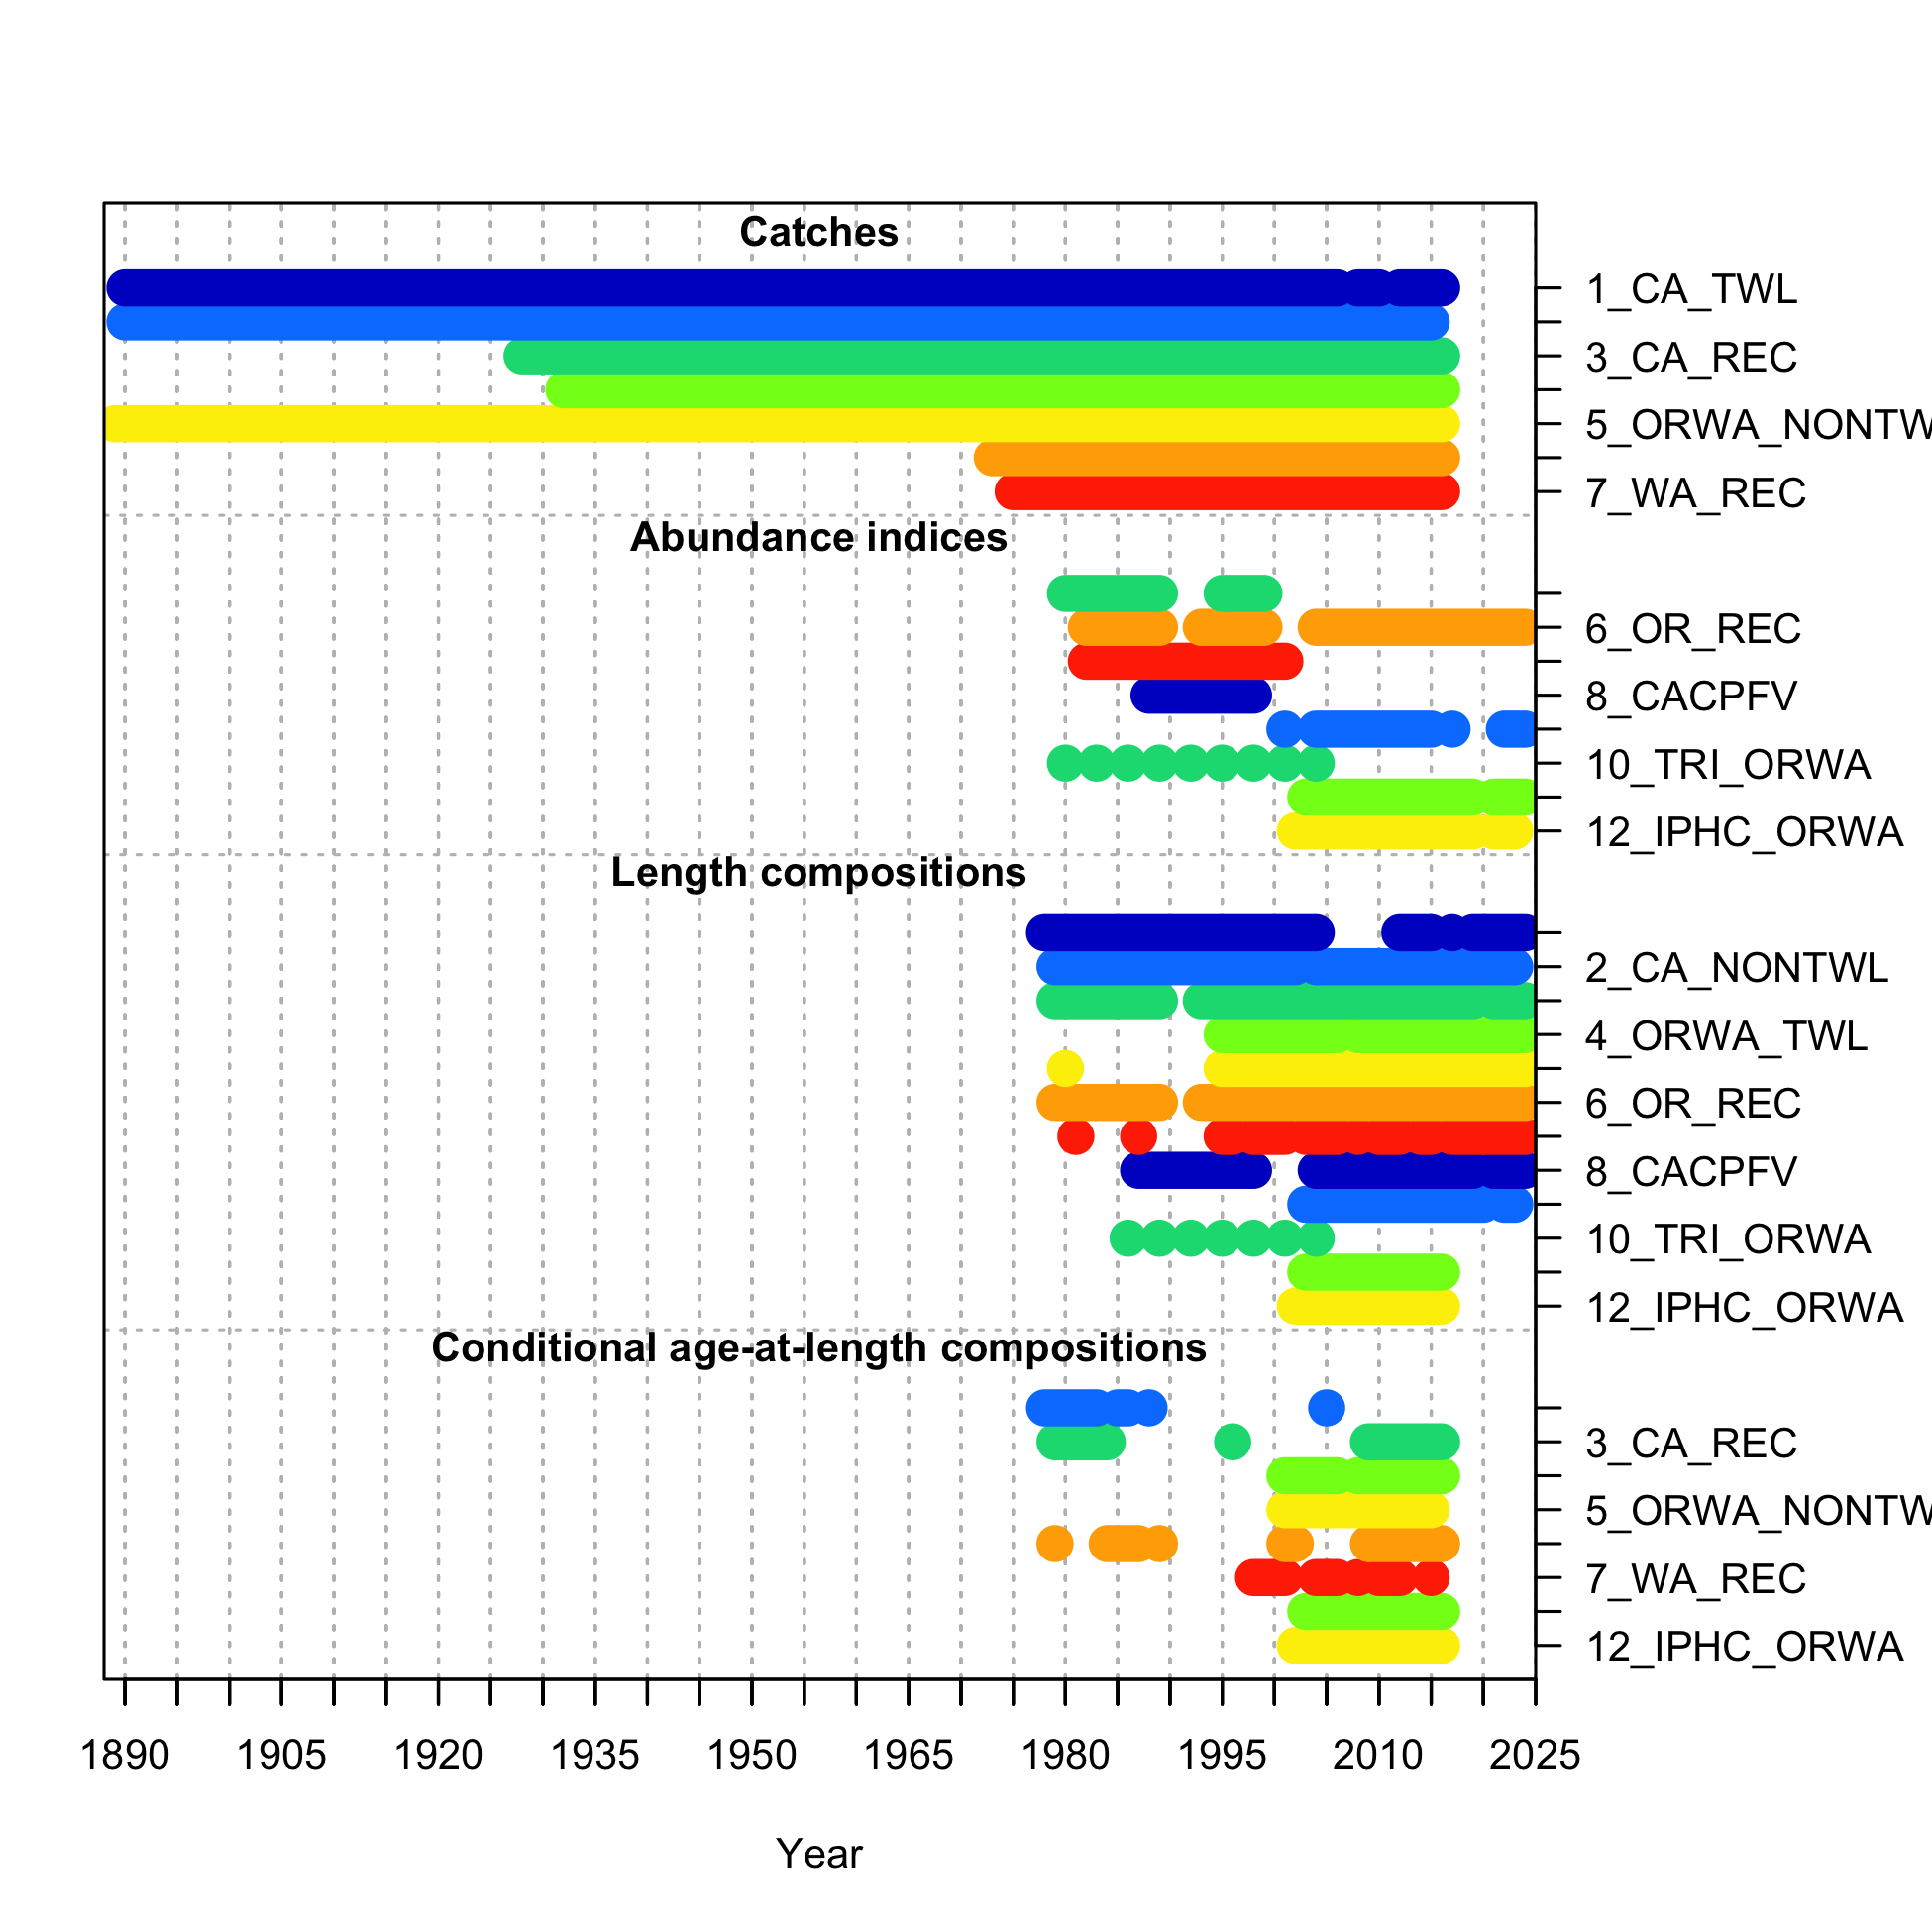 Catches
1_CA_TWL
3_CA_REC
5_ORWA_NONTW
7_WA_REC
Abundance indices
6_OR_REC
8_CACPFV
10_TRI_ORWA
12_IPHC_ORWA
Length compositions
2_CA_NONTWL
4_ORWA_TWL
6_OR_REC
8_CACPFV
10_TRI_ORWA
12_IPHC_ORWA
Conditional age-at-length compositions
3_CA_REC
5_ORWA_NONTW
7_WA_REC
12_IPHC_ORWA
1890 1905 1920 1935 1950 1965 1980 1995 2010 2025
Year